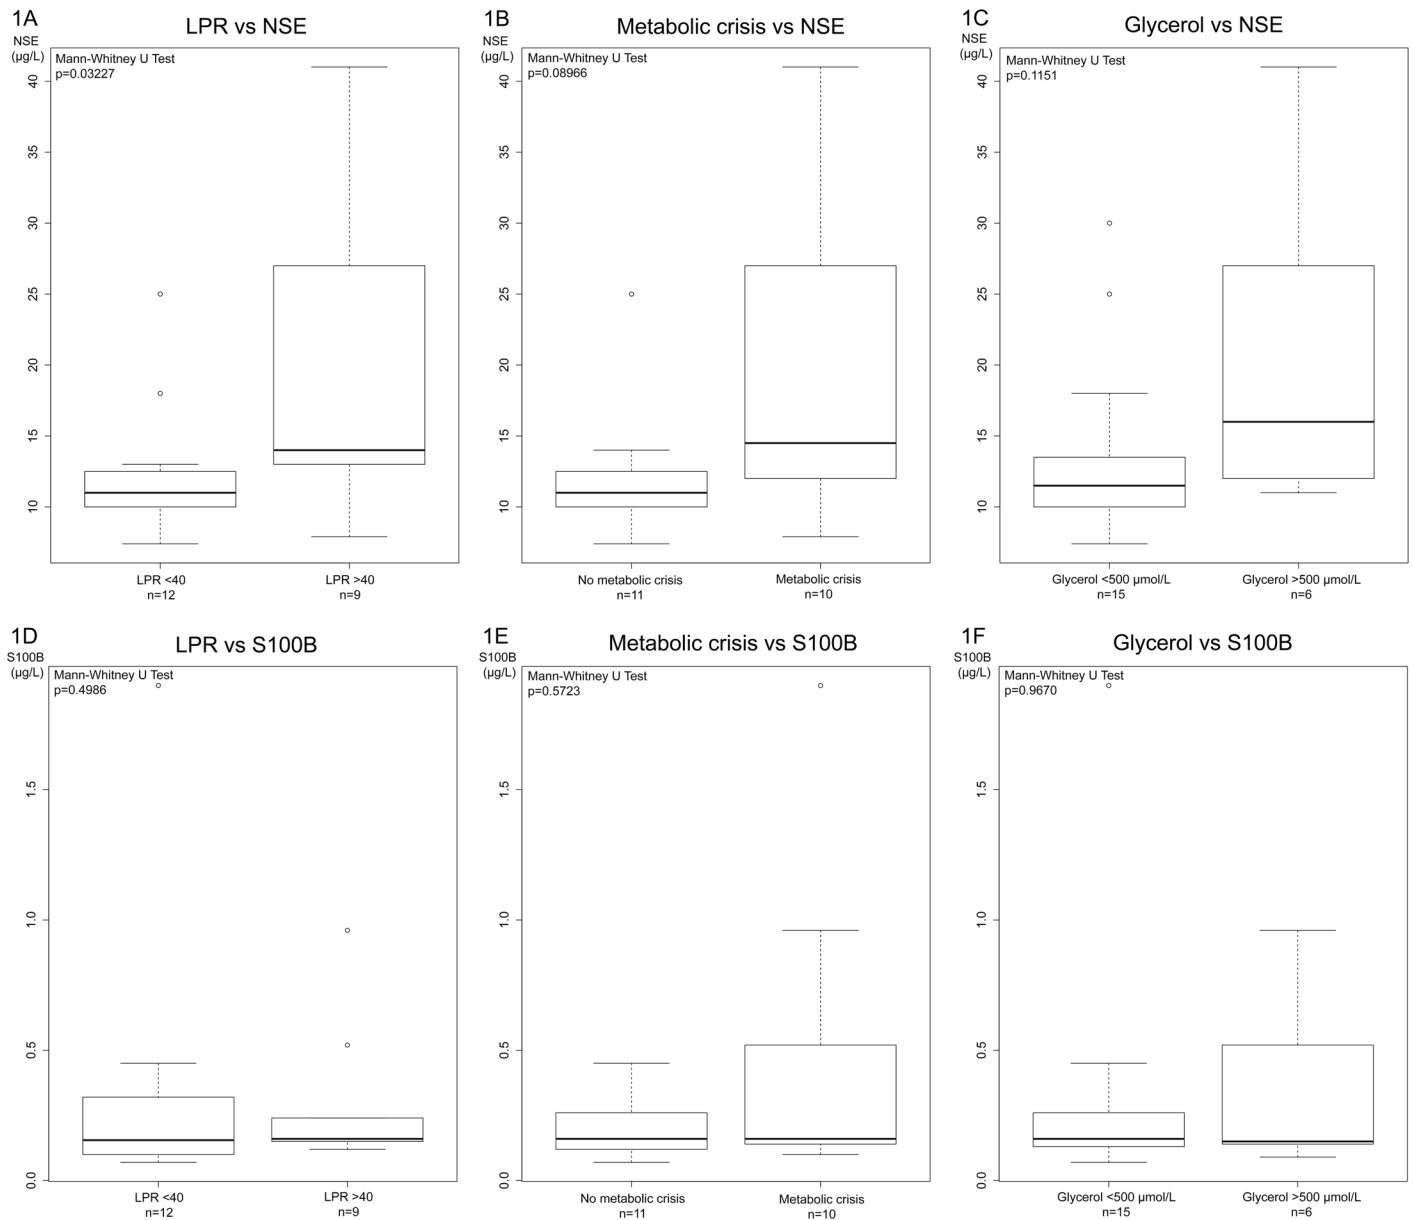 1A
LPR vs NSE
NSE
(µg/L)
Mann-Whitney U Test
p=0.03227
40
35
30
25
20
15
10
LPR <40
n=12
LPR >40
n=9
1B
Metabolic crisis vs NSE
NSE
(µg/L)
Mann-Whitney U Test
p=0.08966
40
35
30
25
20
15
10
No metabolic crisis
n=11
Metabolic crisis
n=10
1C
Glycerol vs NSE
NSE
(µg/L)
Mann-Whitney U Test
p=0.1151
40
35
30
25
20
15
10
Glycerol <500 µmol/L
n=15
Glycerol >500 µmol/L
n=6
1D
LPR vs S100B
S100B
(µg/L)
Mann-Whitney U Test
p=0.4986
1.5
1.0
0.5
0.0
LPR <40
n=12
LPR >40
n=9
1E
Metabolic crisis vs S100B
S100B
(µg/L)
Mann-Whitney U Test
p=0.5723
1.5
1.0
0.5
0.0
No metabolic crisis
n=11
Metabolic crisis
n=10
1F
Glycerol vs S100B
S100B
(µg/L)
Mann-Whitney U Test
p=0.9670
1.5
1.0
0.5
0.0
Glycerol <500 µmol/L
n=15
Glycerol >500 µmol/L
n=6